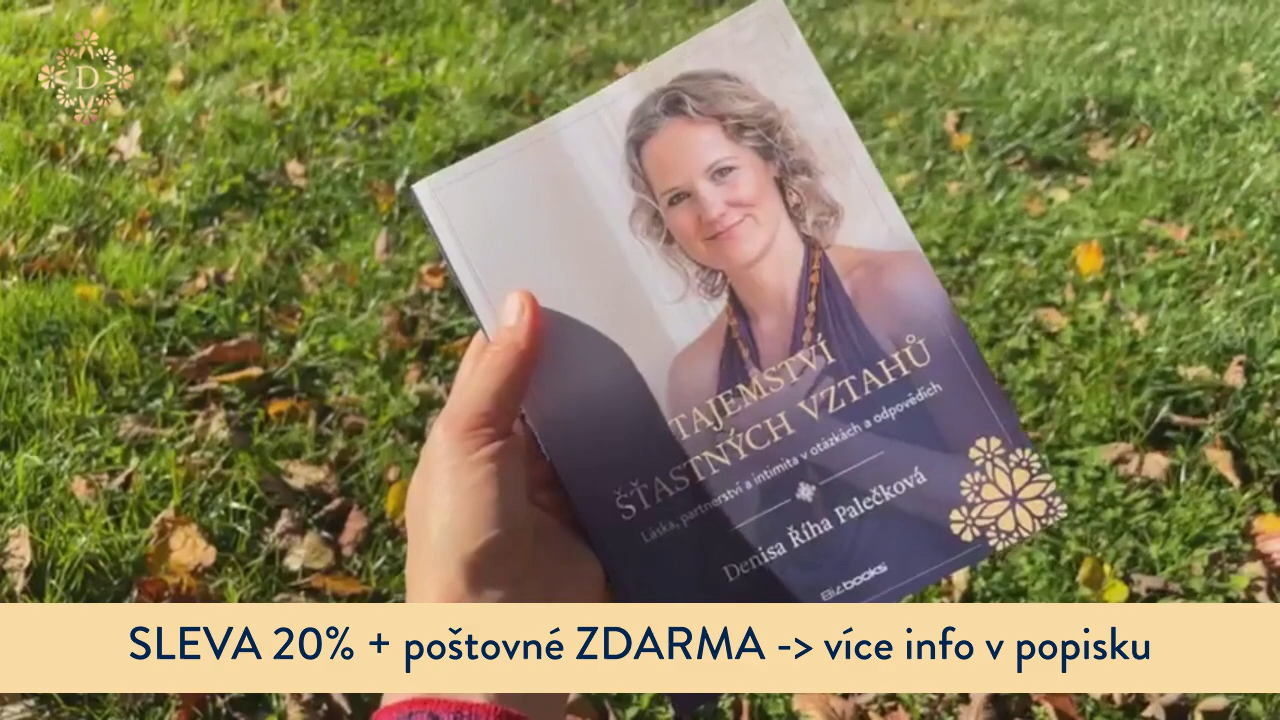 D
TAJEMSTVÍ
ŠŤASTNÝCH VZTAHŮ
Láska, partnerství a intimita v otázkách a odpovědích
Denisa Říha Palečková
BIZbooks
SLEVA 20% + poštovné ZDARMA -> více info v popisku